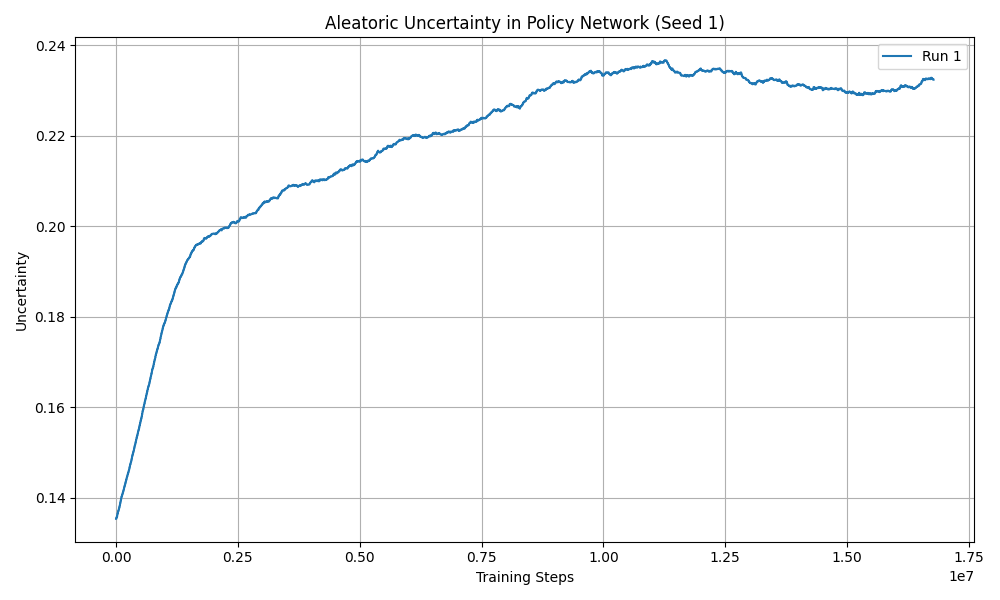 Aleatoric Uncertainty in Policy Network (Seed 1)
Run 1
Uncertainty
0.24
0.22
0.20
0.18
0.16
0.14
0.00 0.25 0.50 0.75 1.00 1.25 1.50 1.75
1e7
Training Steps